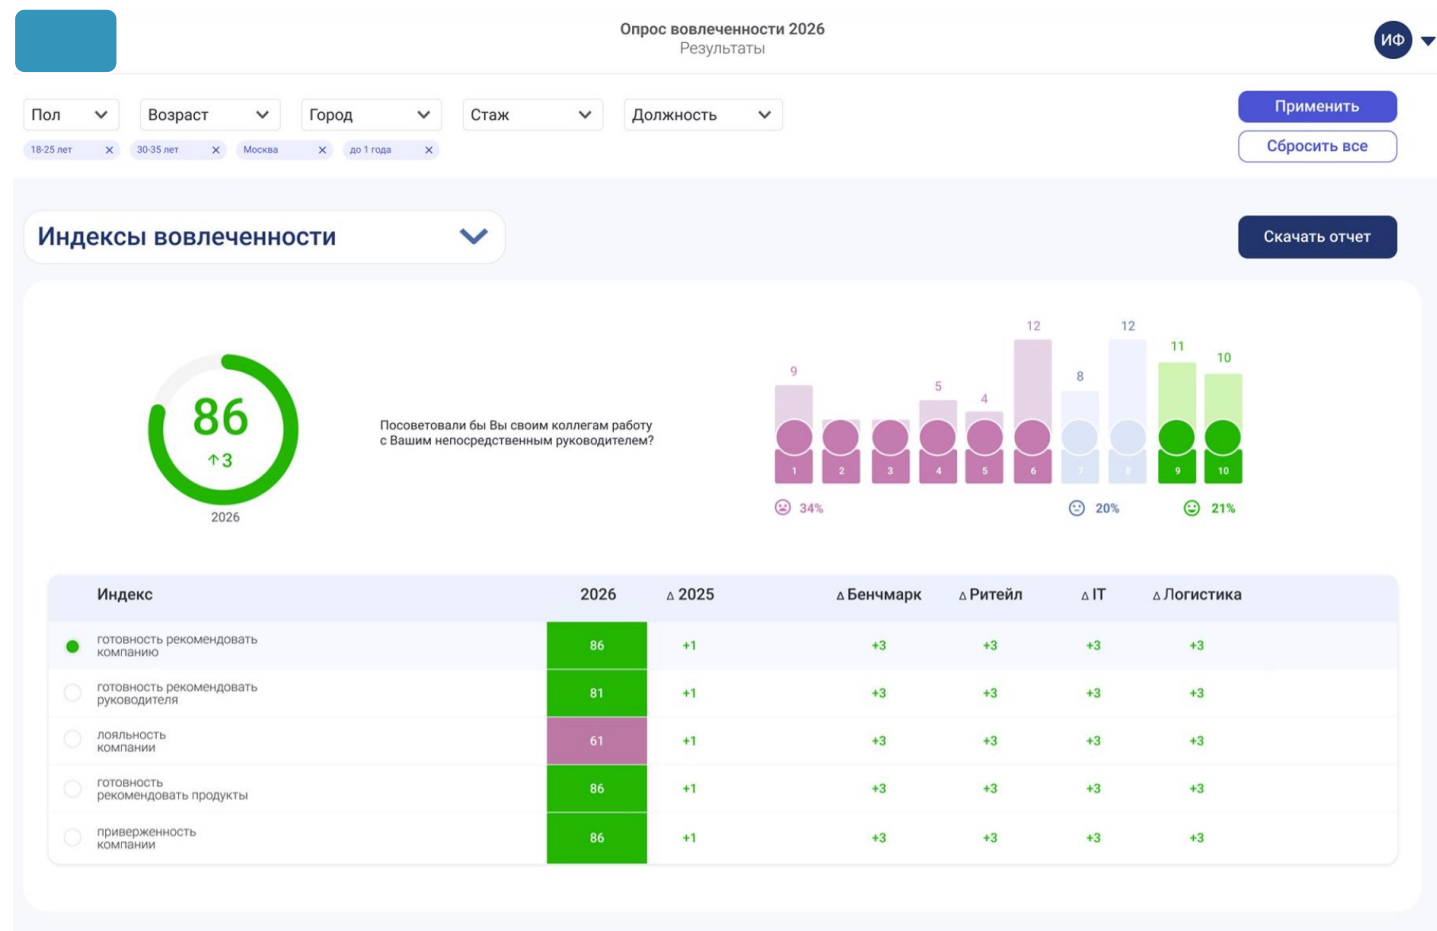 Опрос вовлеченности 2026
Результаты
ИФ
Пол
Возраст
Город
Стаж
Должность
Применить
18-25 лет
30-35 лет
Москва
до 1 года
Сбросить все
Индексы вовлеченности
Скачать отчет
86
↑3
2026
Посоветовали бы Вы своим коллегам работу
с Вашим непосредственным руководителем?
9 5 4 12 8 12 11 10
1 2 3 4 5 6 7 8 9 10
34% 20% 21%
Индекс 2026 Δ 2025 Δ Бенчмарк Δ Ритейл Δ IT Δ Логистика
готовность рекомендовать
компанию
86 +1 +3 +3 +3 +3
готовность рекомендовать
руководителя
81 +1 +3 +3 +3 +3
лояльность
компании
61 +1 +3 +3 +3 +3
готовность
рекомендовать продукты
86 +1 +3 +3 +3 +3
приверженность
компании
86 +1 +3 +3 +3 +3